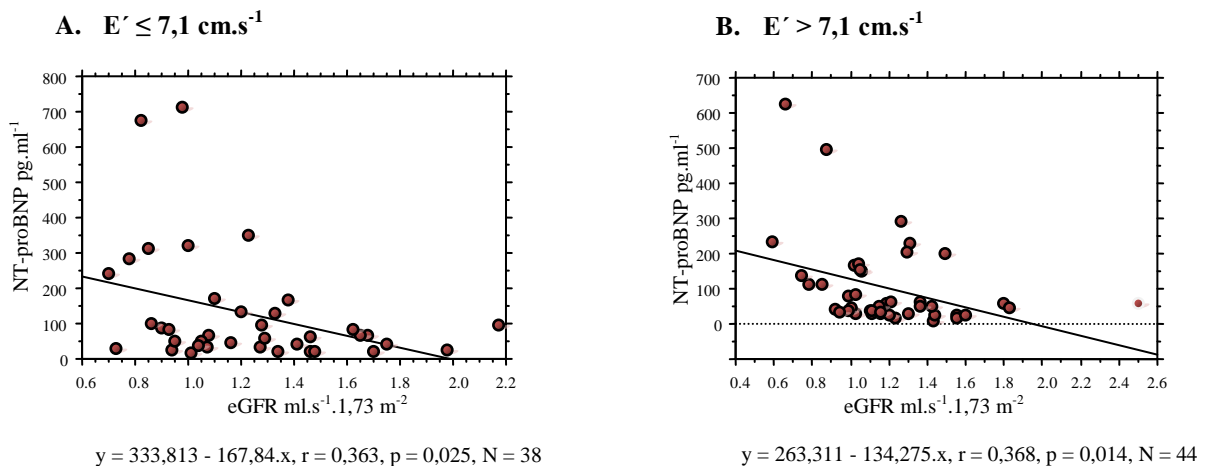 A. E´ ≤ 7,1 cm.s-1
800
700
600
500
400
300
200
100
0
NT-proBNP pg.ml-1
0.6 0.8 1.0 1.2 1.4 1.6 1.8 2.0 2.2
eGFR ml.s-1.1,73 m-2
y = 333,813 - 167,84.x, r = 0,363, p = 0,025, N = 38
B. E´ > 7,1 cm.s-1
700
600
500
400
300
200
100
0
NT-proBNP pg.ml-1
0.4 0.6 0.8 1.0 1.2 1.4 1.6 1.8 2.0 2.2 2.4 2.6
eGFR ml.s-1.1,73 m-2
y = 263,311 - 134,275.x, r = 0,368, p = 0,014, N = 44